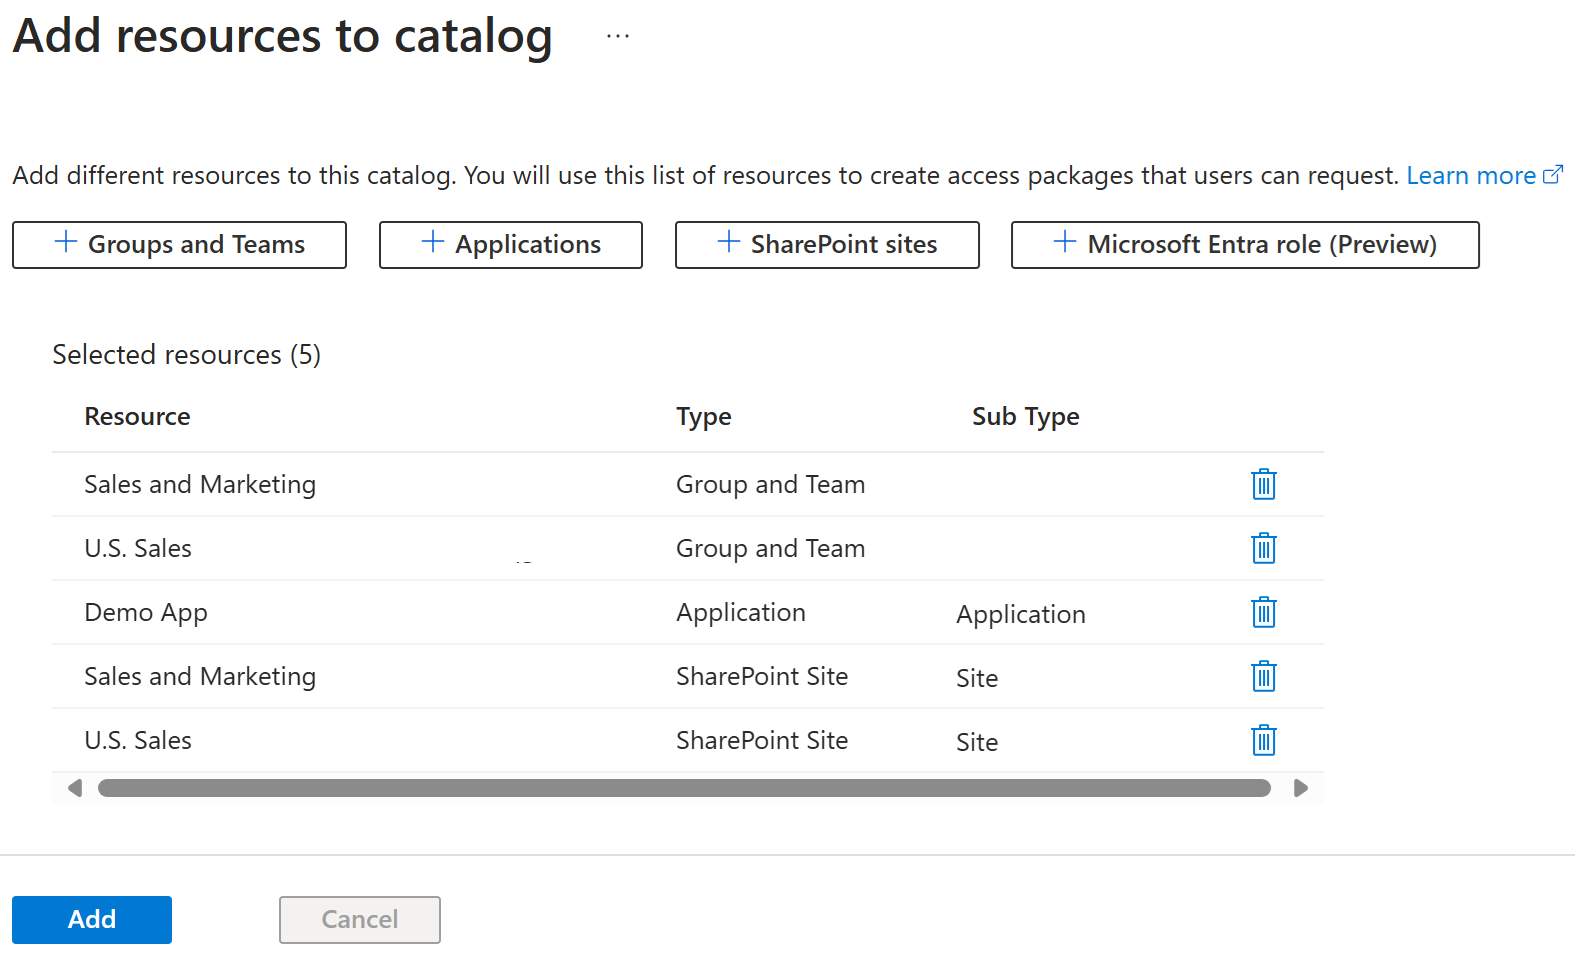 Add resources to catalog ...
Add different resources to this catalog. You will use this list of resources to create access packages that users can request. Learn more
+ Groups and Teams + Applications + SharePoint sites + Microsoft Entra role (Preview)
Selected resources (5)
Resource Type Sub Type
Sales and Marketing Group and Team
U.S. Sales Group and Team
Demo App Application Application
Sales and Marketing SharePoint Site Site
U.S. Sales SharePoint Site Site
Add Cancel